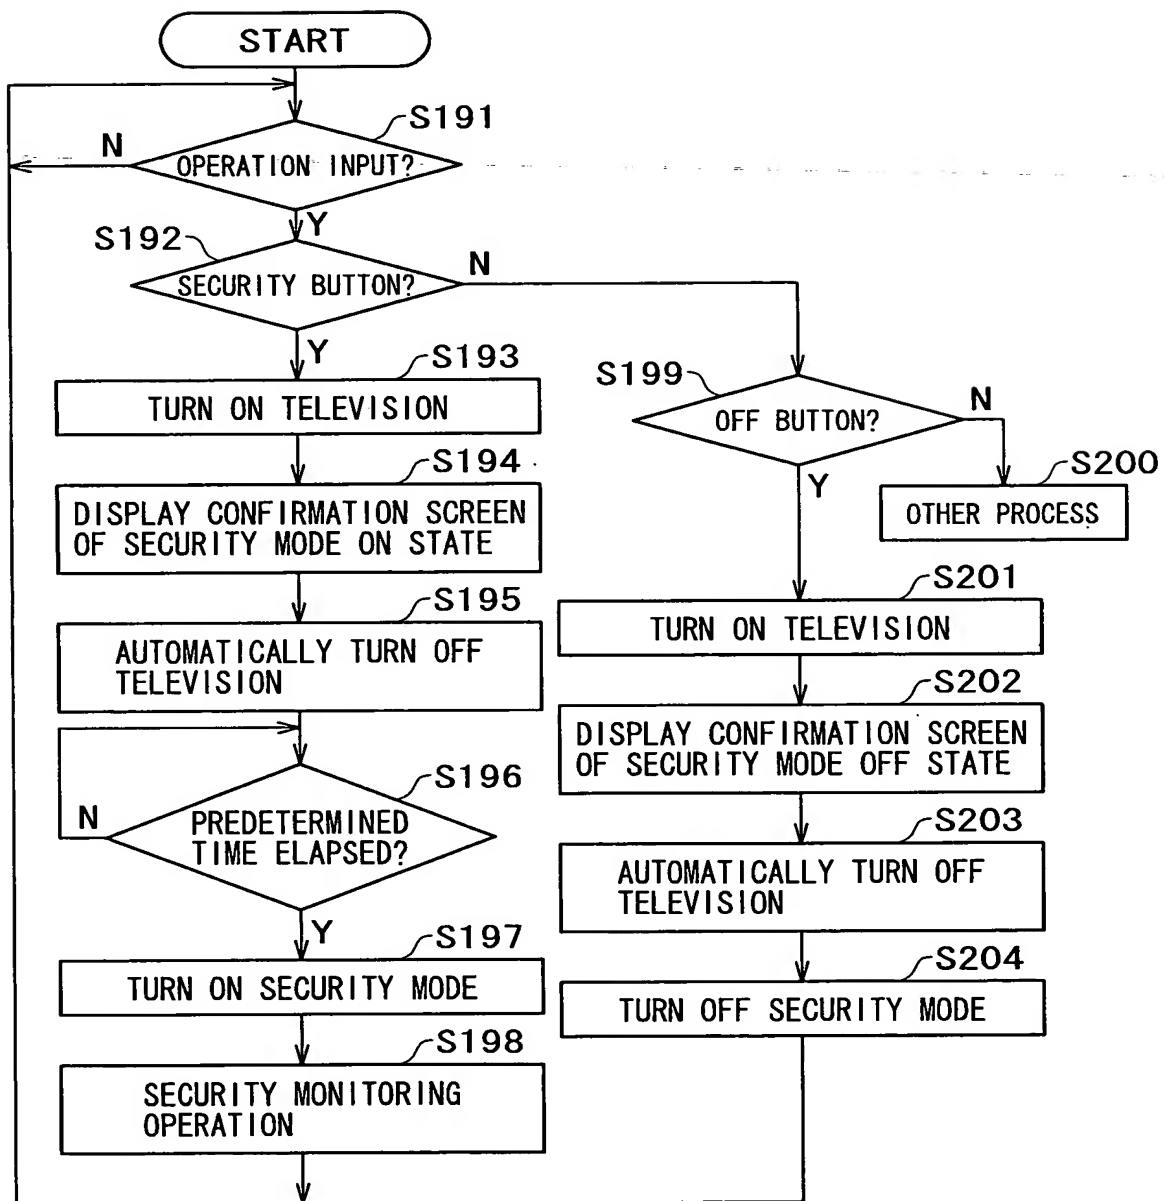 START
S191
N
OPERATION INPUT?
Y
S192
N
SECURITY BUTTON?
Y
S193
TURN ON TELEVISION
S194
DISPLAY CONFIRMATION SCREEN
OF SECURITY MODE ON STATE
S195
AUTOMATICALLY TURN OFF
TELEVISION
S196
N
PREDETERMINED
TIME ELAPSED?
Y
S197
TURN ON SECURITY MODE
S198
SECURITY MONITORING
OPERATION
S199
N
OFF BUTTON?
Y
S200
OTHER PROCESS
S201
TURN ON TELEVISION
S202
DISPLAY CONFIRMATION SCREEN
OF SECURITY MODE OFF STATE
S203
AUTOMATICALLY TURN OFF
TELEVISION
S204
TURN OFF SECURITY MODE